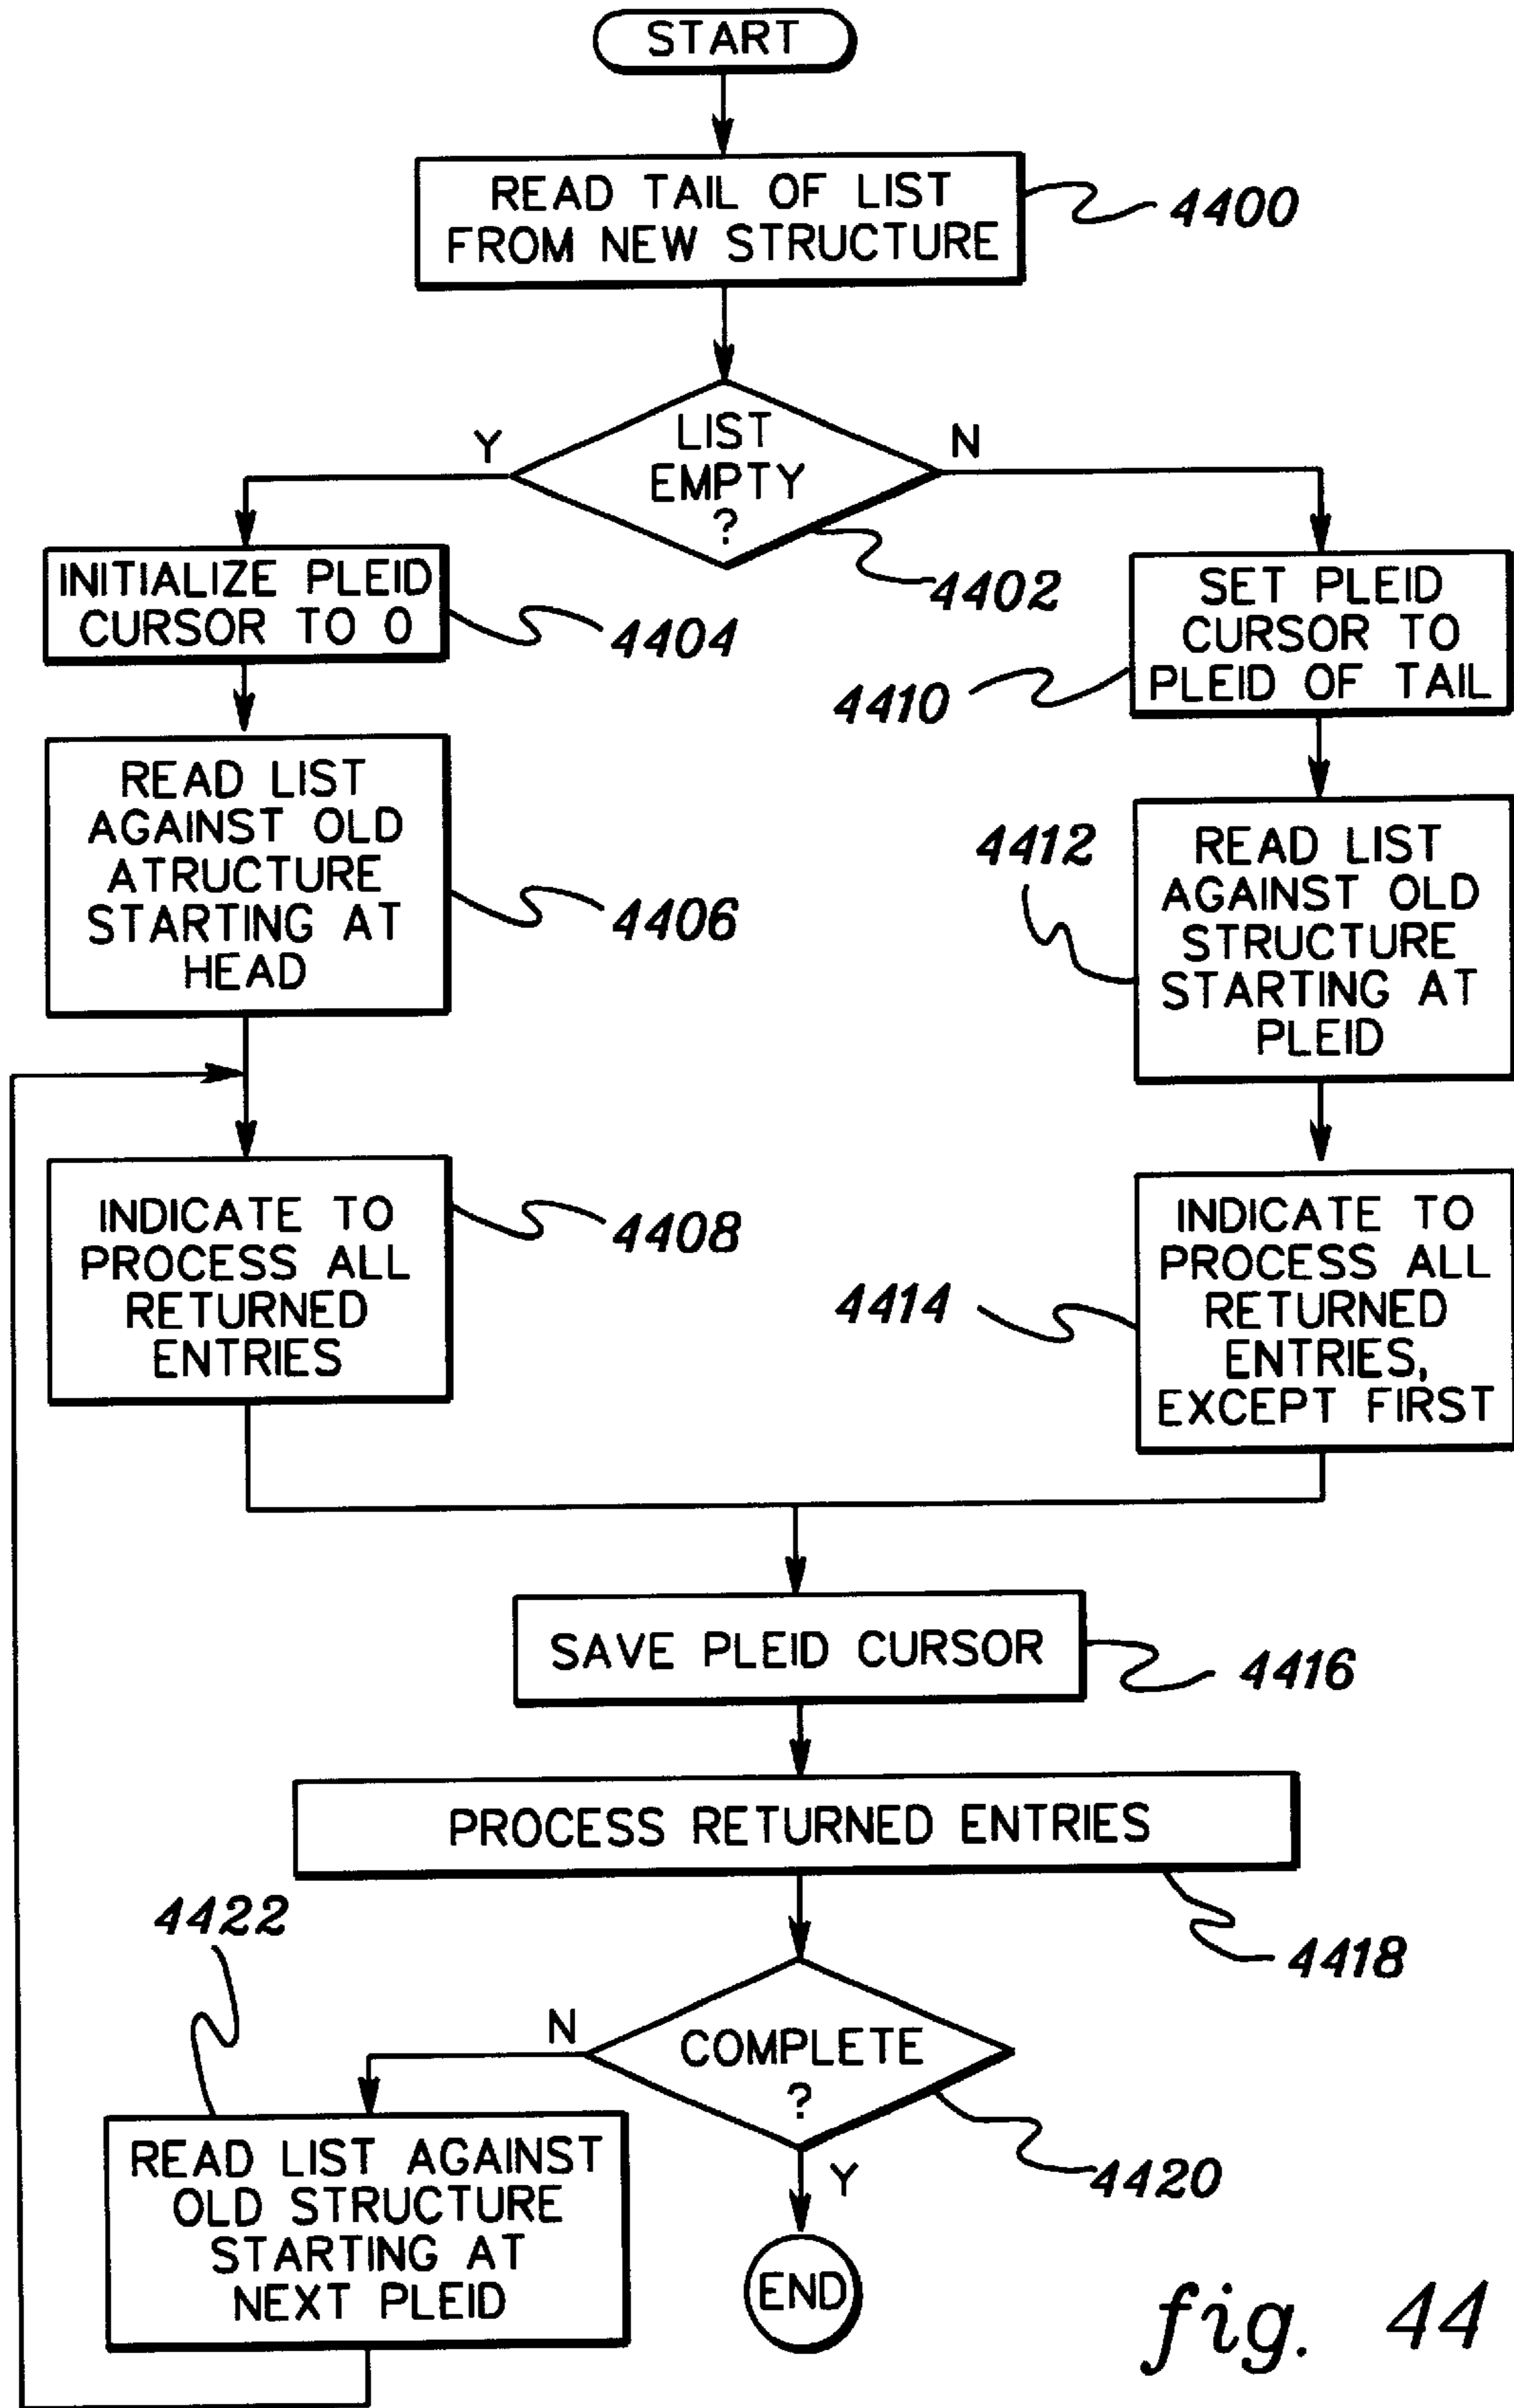 START
READ TAIL OF LIST
FROM NEW STRUCTURE
4400
LIST
EMPTY
?
Y
N
4402
INITIALIZE PLEID
CURSOR TO 0
4404
SET PLEID
CURSOR TO
PLEID OF TAIL
4410
READ LIST
AGAINST OLD
ATRUCTURE
STARTING AT
HEAD
4406
READ LIST
AGAINST OLD
STRUCTURE
STARTING AT
PLEID
4412
INDICATE TO
PROCESS ALL
RETURNED
ENTRIES
4408
INDICATE TO
PROCESS ALL
RETURNED
ENTRIES,
EXCEPT FIRST
4414
SAVE PLEID CURSOR
4416
PROCESS RETURNED ENTRIES
4418
COMPLETE
?
N
Y
4420
4422
READ LIST AGAINST
OLD STRUCTURE
STARTING AT
NEXT PLEID
END
fig. 44